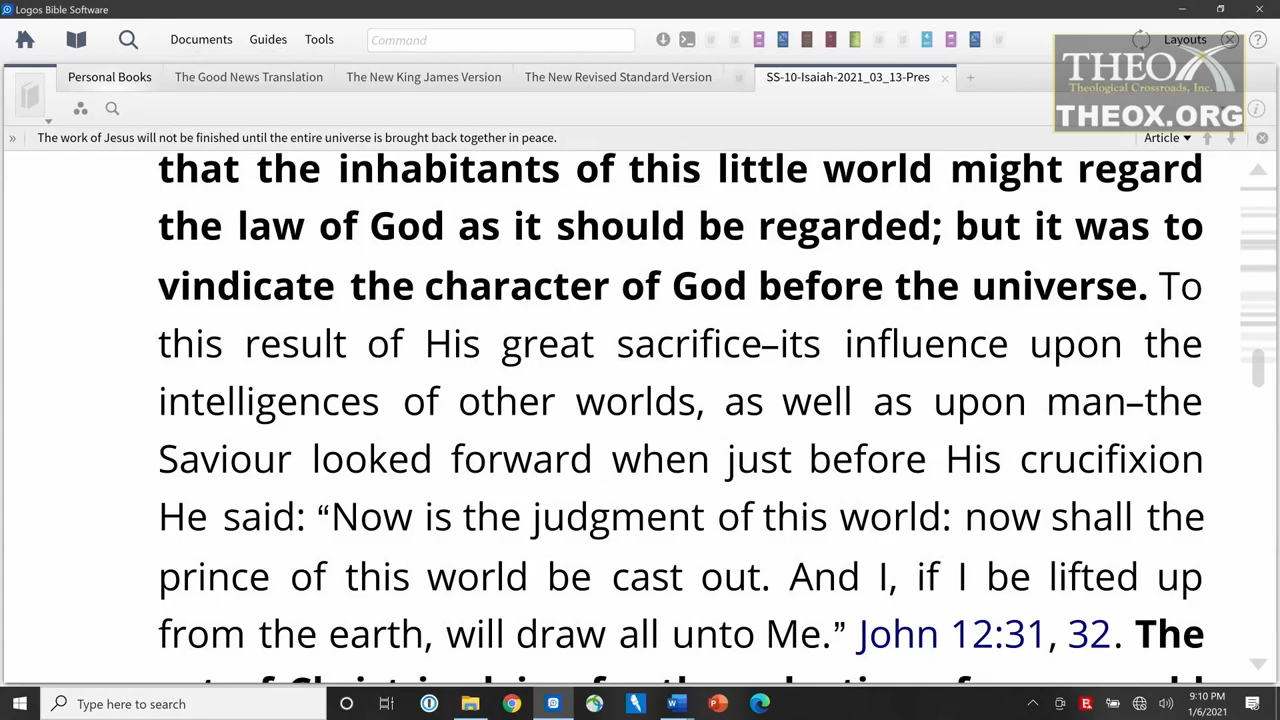 Logos Bible Software
Documents Guides Tools Command Layouts
Personal Books The Good News Translation The New King James Version The New Revised Standard Version SS-10-Isaiah-2021_03_13-Pres
THEOX
Theological Crossroads, Inc.
THEOX.ORG
» The work of Jesus will not be finished until the entire universe is brought back together in peace. Article
that the inhabitants of this little world might regard
the law of God as it should be regarded; but it was to
vindicate the character of God before the universe. To
this result of His great sacrifice–its influence upon the
intelligences of other worlds, as well as upon man–the
Saviour looked forward when just before His crucifixion
He said: “Now is the judgment of this world: now shall the
prince of this world be cast out. And I, if I be lifted up
from the earth, will draw all unto Me.” John 12:31, 32. The
Type here to search
9:10 PM
1/6/2021